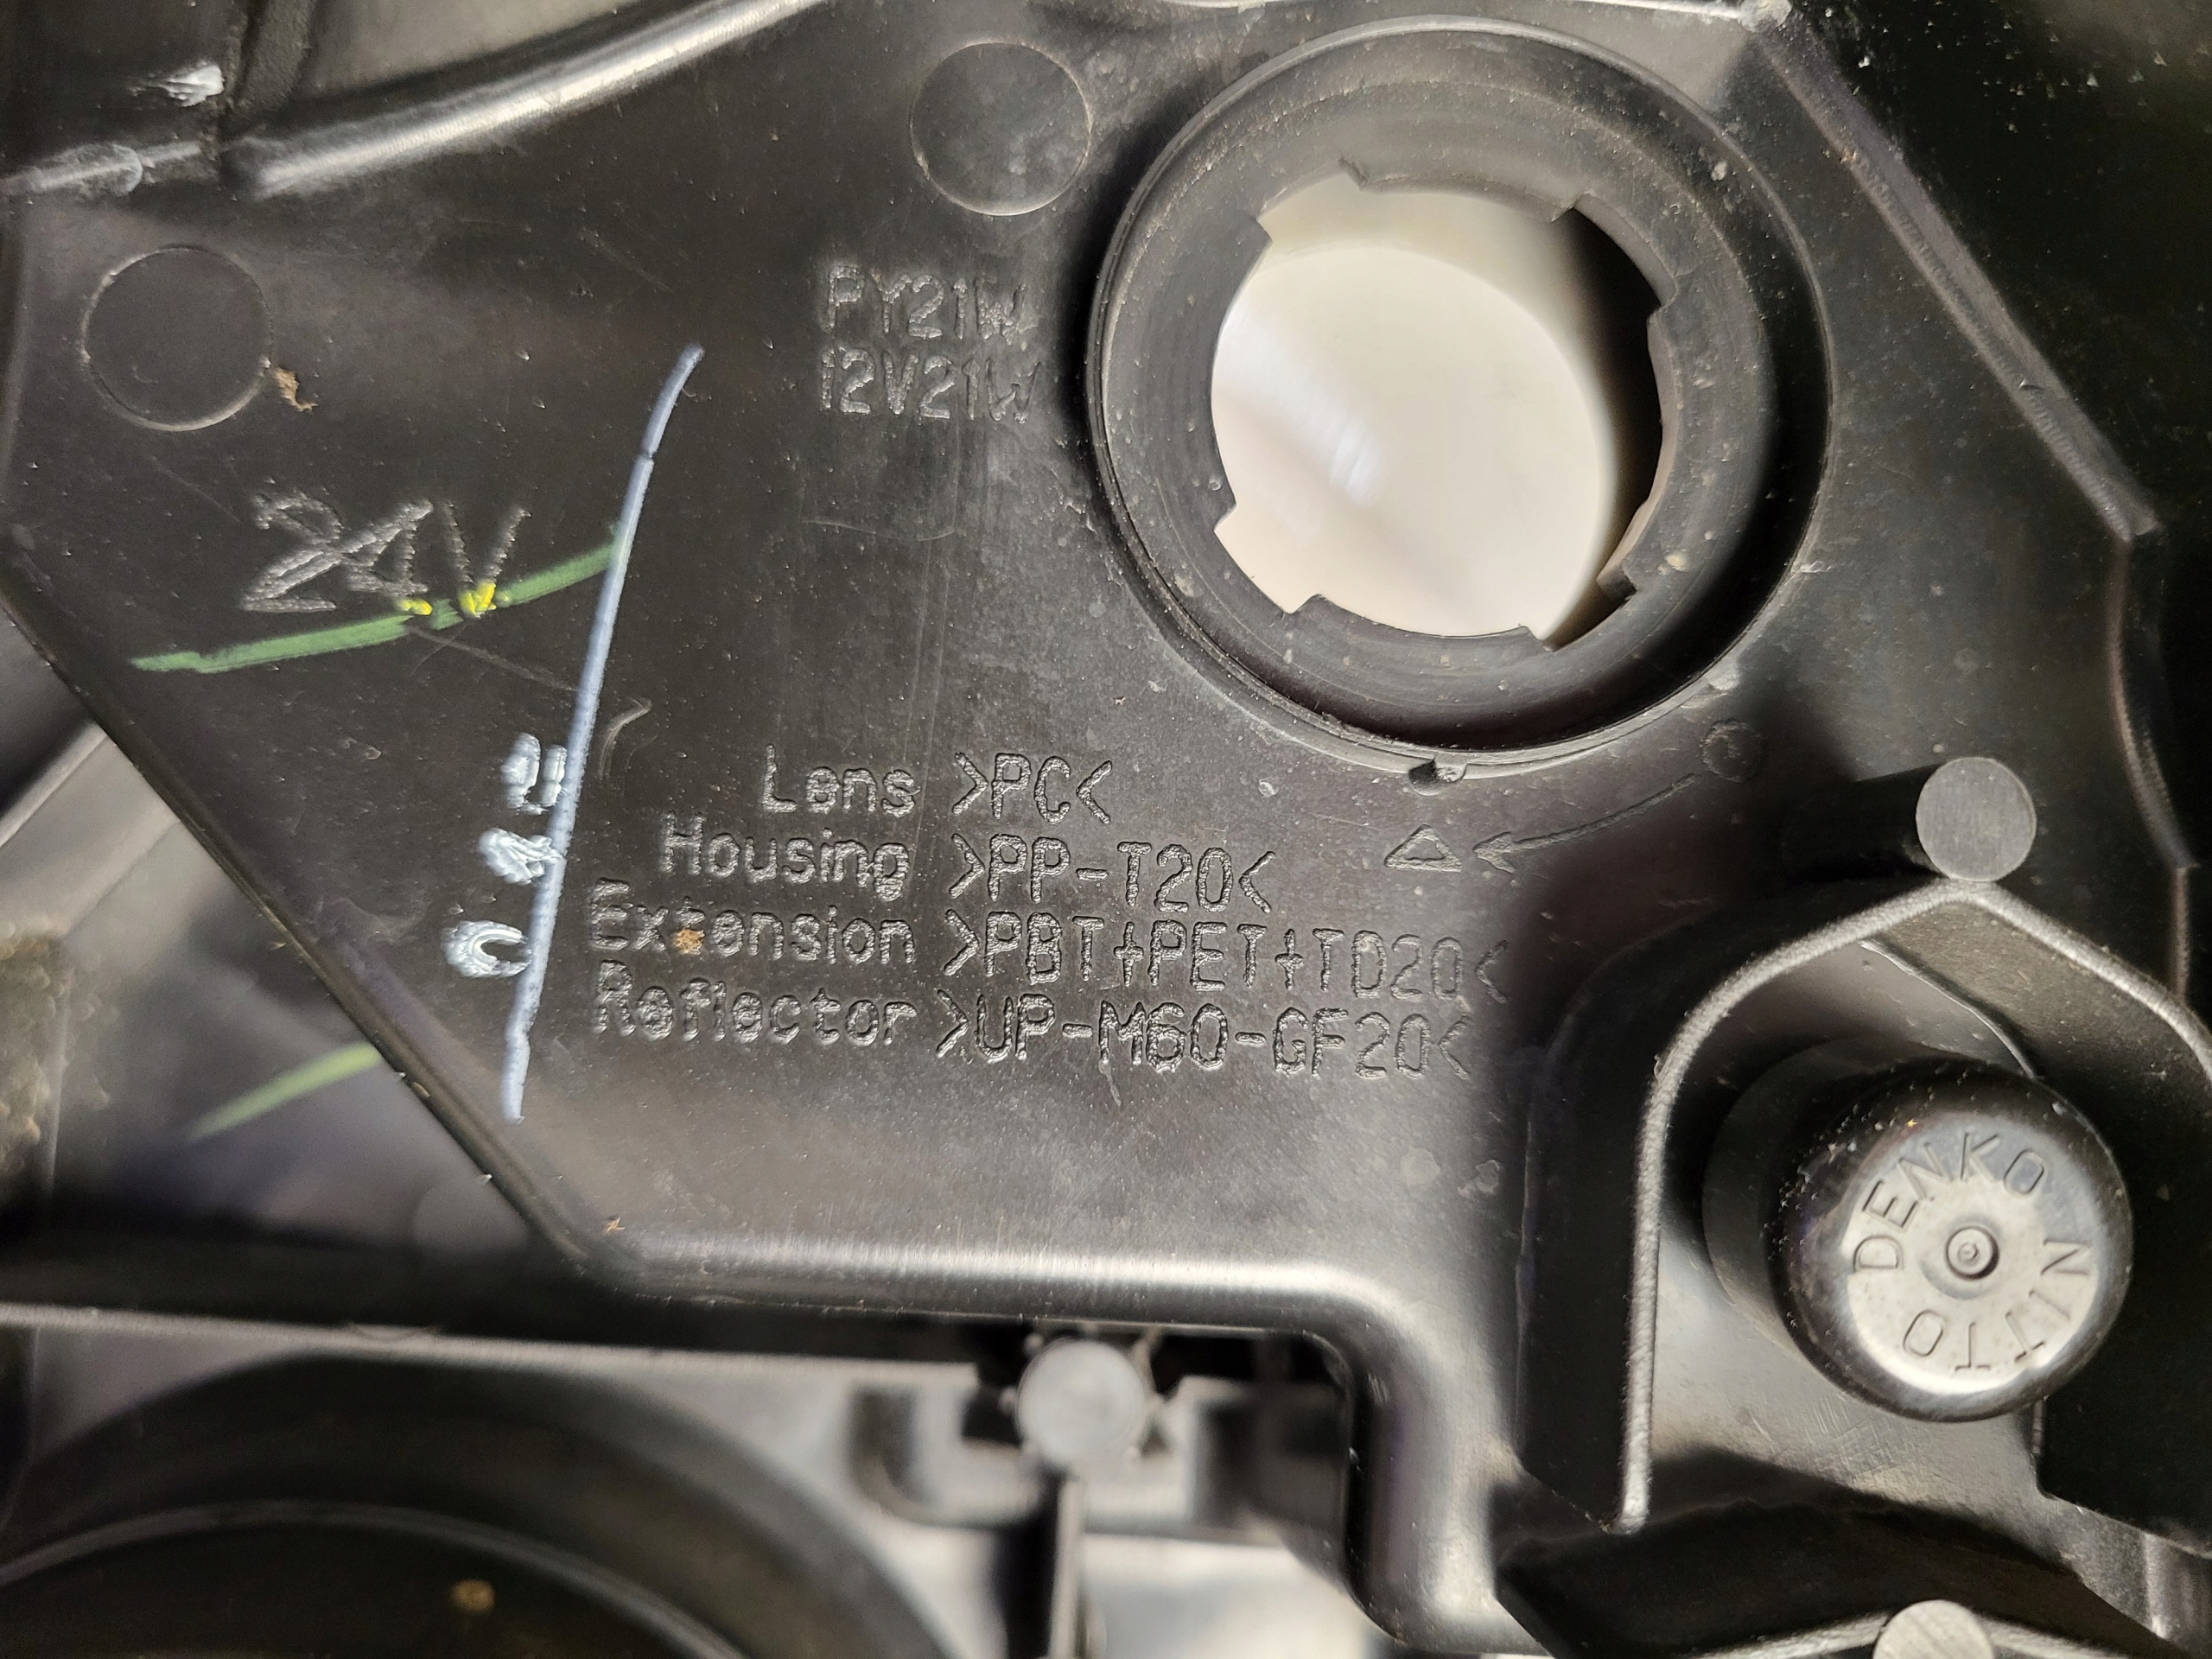 PY21W
12V21W
24V
Lens >PC<
Housing >PP-T20<
Extension >PBT+PET+TD20<
Reflector >UP-M60-GF20<
NITTO DENKO